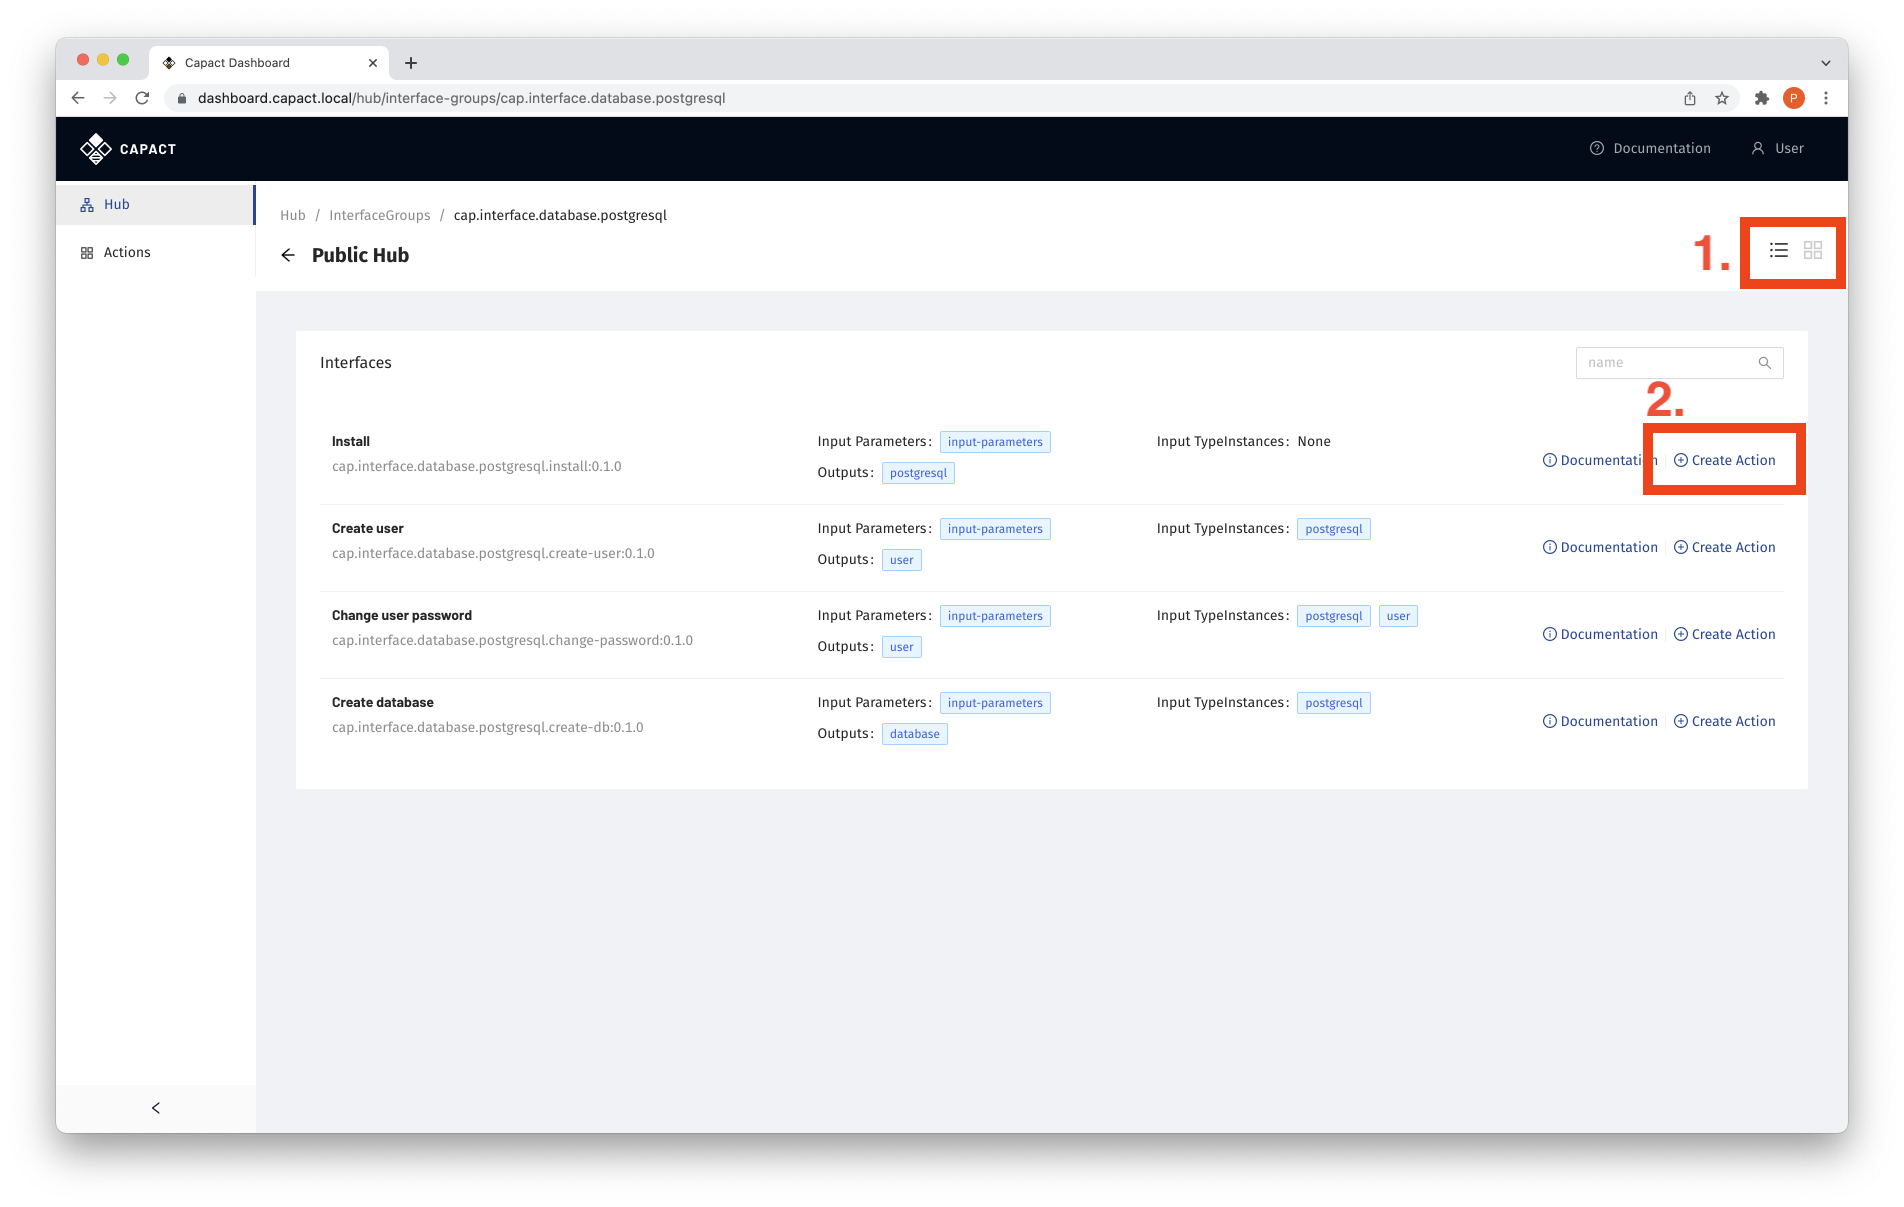 Capact Dashboard
dashboard.capact.local/hub/interface-groups/cap.interface.database.postgresql
P
CAPACT
Documentation
User
Hub
Actions
Hub / InterfaceGroups / cap.interface.database.postgresql
Public Hub
1.
Interfaces
name
2.
Install
cap.interface.database.postgresql.install:0.1.0
Input Parameters: input-parameters
Outputs: postgresql
Input TypeInstances: None
Documentation
Create Action
Create user
cap.interface.database.postgresql.create-user:0.1.0
Input Parameters: input-parameters
Outputs: user
Input TypeInstances: postgresql
Documentation
Create Action
Change user password
cap.interface.database.postgresql.change-password:0.1.0
Input Parameters: input-parameters
Outputs: user
Input TypeInstances: postgresql user
Documentation
Create Action
Create database
cap.interface.database.postgresql.create-db:0.1.0
Input Parameters: input-parameters
Outputs: database
Input TypeInstances: postgresql
Documentation
Create Action